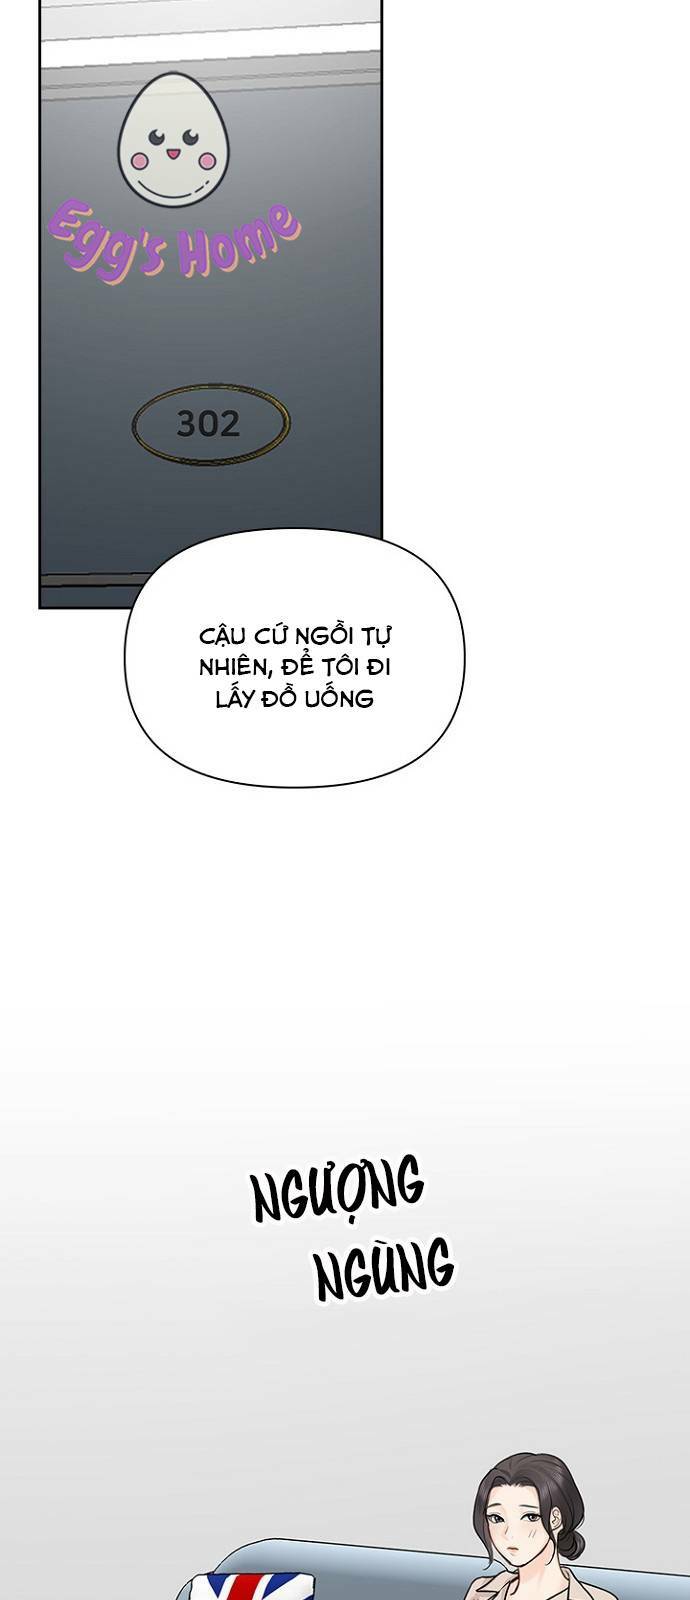 Egg's Home
302
CẬU CỨ NGỒI TỰ
NHIÊN, ĐỂ TÔI ĐI
LẤY ĐỒ UỐNG
NGƯỢNG
NGÙNG